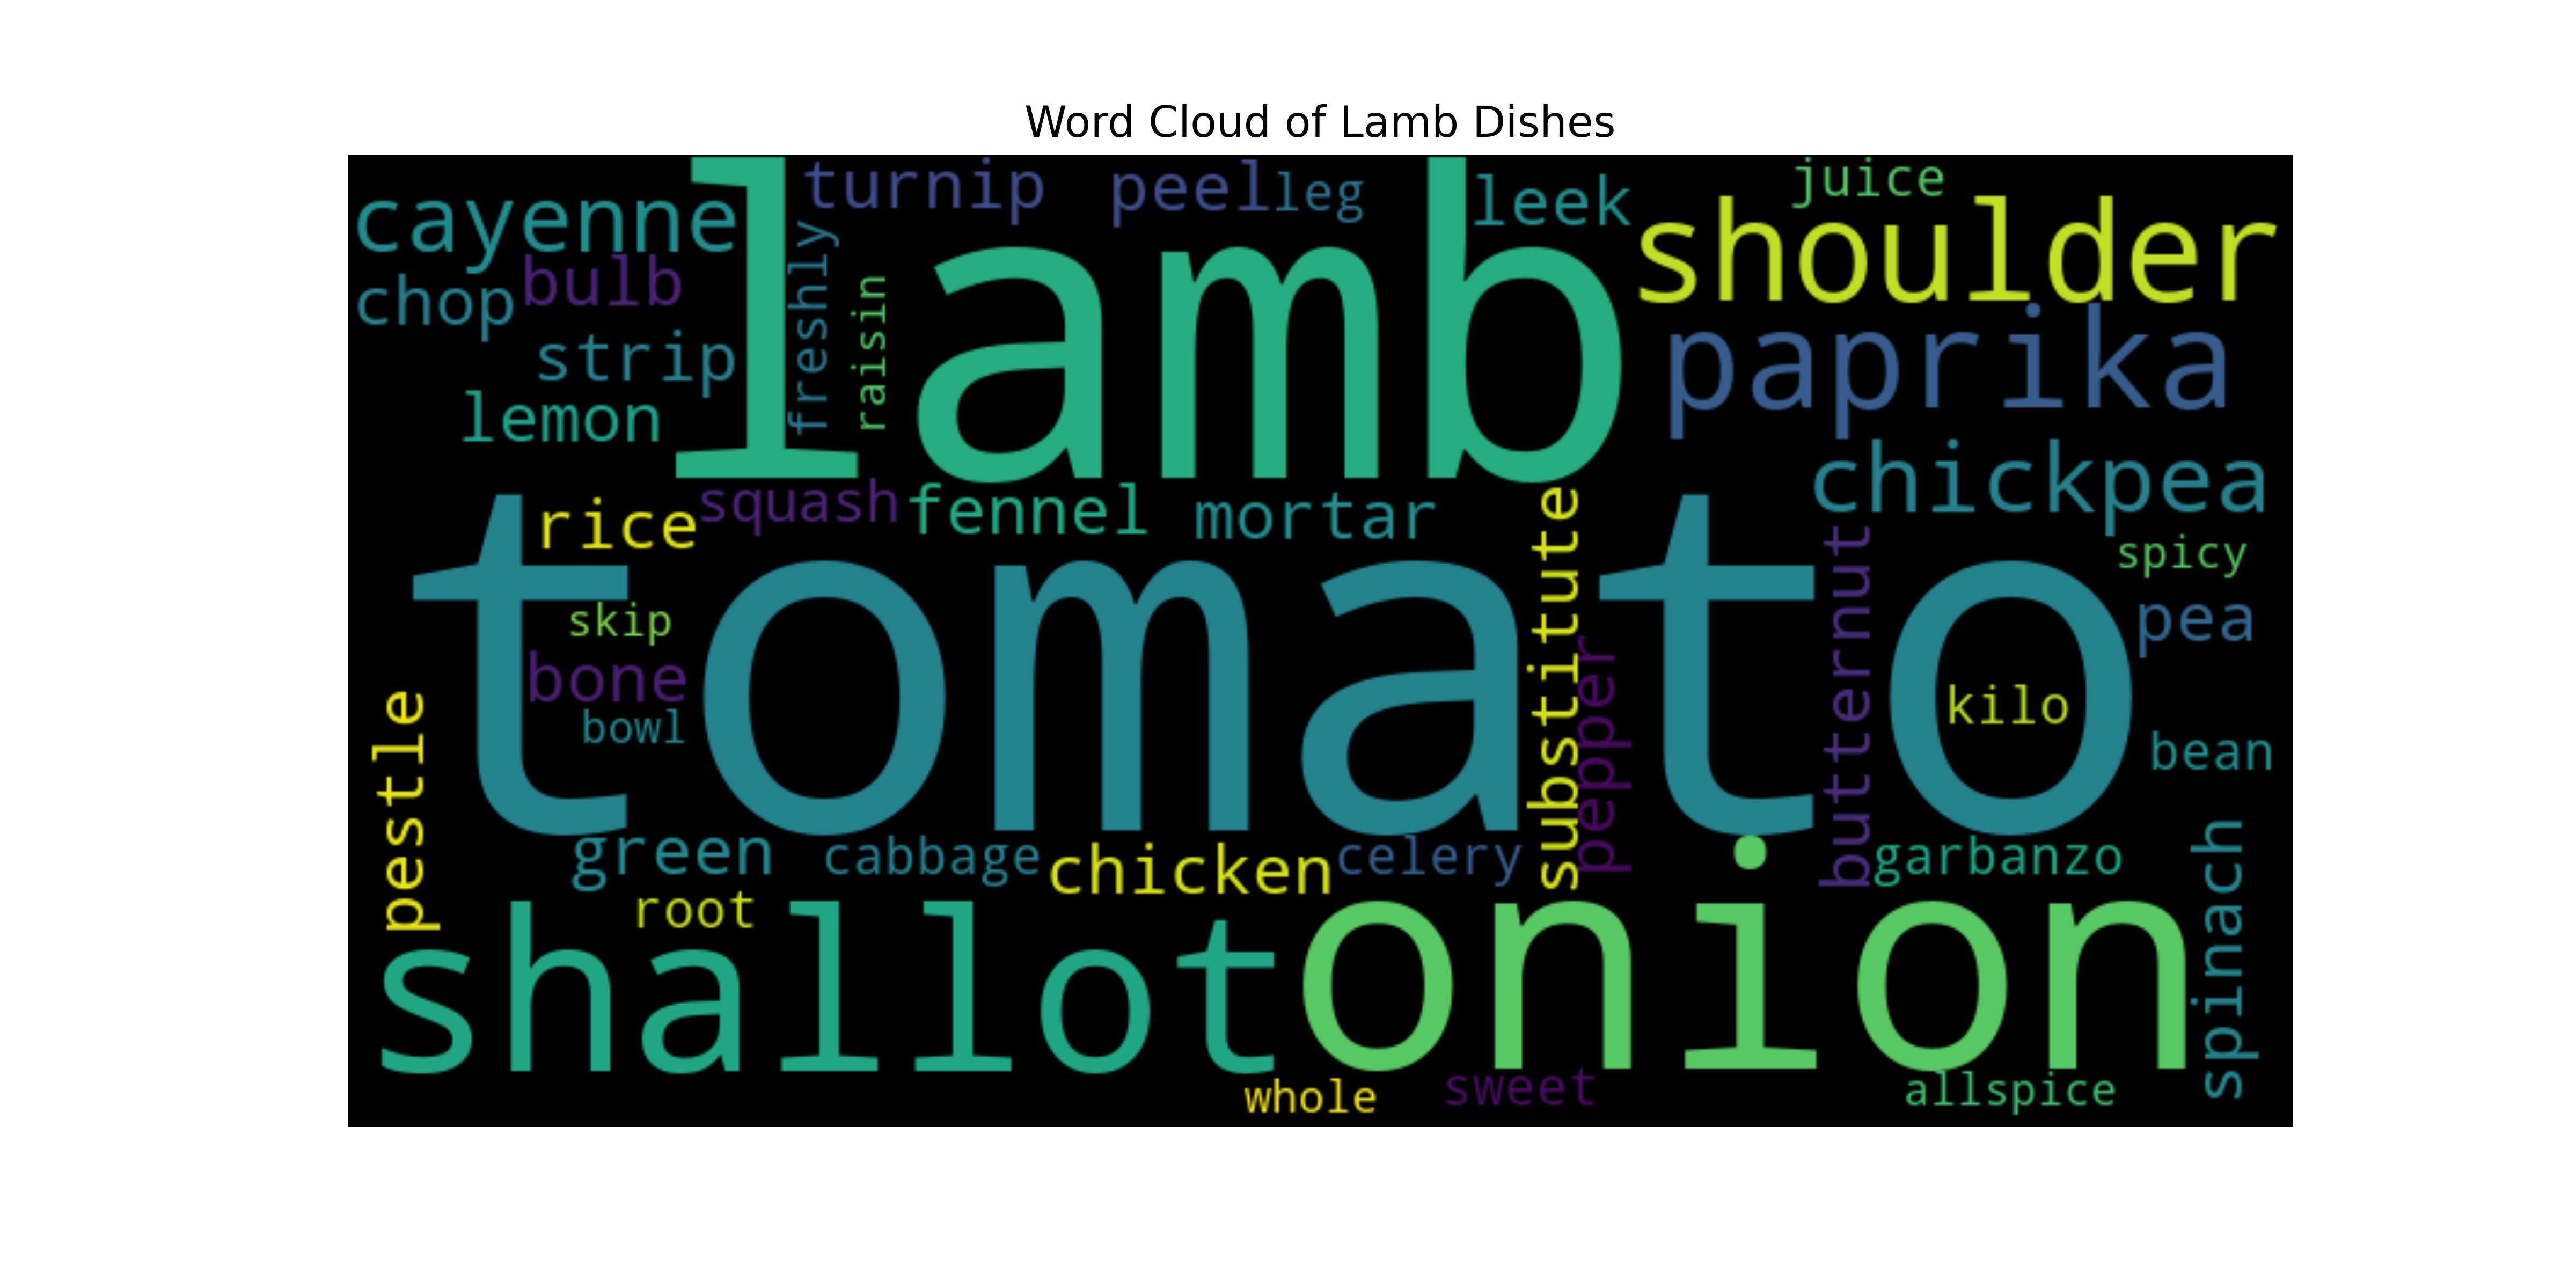 Word Cloud of Lamb Dishes
lamb
turnip
peel
leg
leek
juice
cayenne
shoulder
chop
bulb
freshly
raisin
paprika
strip
lemon
chickpea
rice
squash
fennel
mortar
substitute
spicy
tomato
skip
pepper
butternut
pea
bone
kilo
bowl
bean
pestle
green
cabbage
chicken
celery
garbanzo
root
spinach
shallot
onion
whole
sweet
allspice